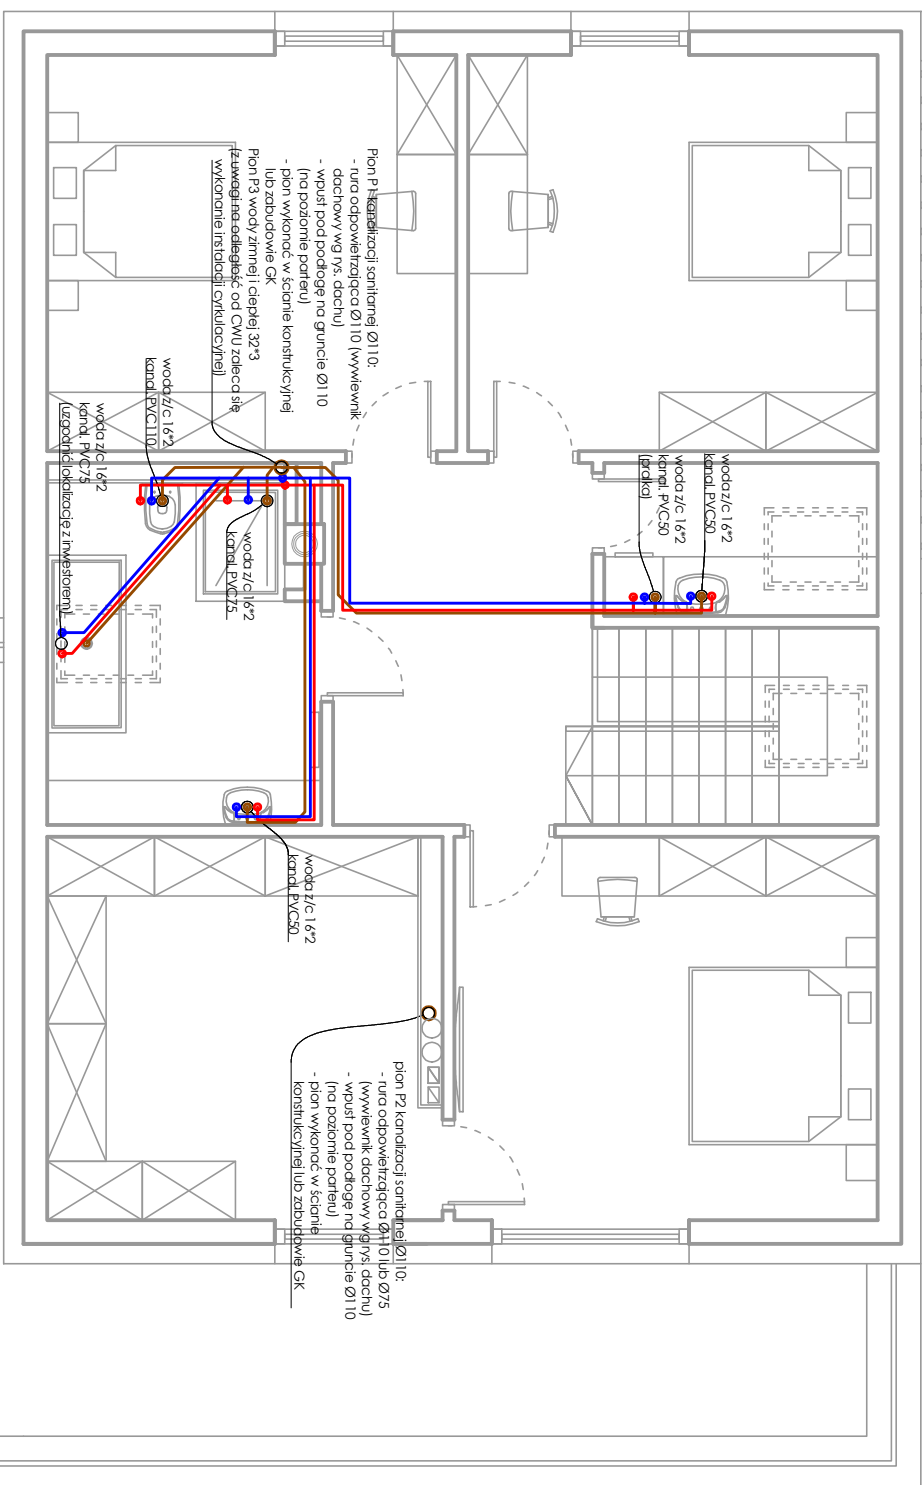 Pion P1 kanalizacji sanitarnej Ø110:
- rura odpowietrzająca Ø110 (wywiewnik
dachowy wg rys. dachu)
- wpust pod podłogę na gruncie Ø110
(na poziomie parteru)
- pion wykonać w ścianie konstrukcyjnej
lub zabudowie GK
Pion P3 wody zimnej i ciepłej 32*3
(z uwagi na odległość od CWU zaleca się
wykonanie instalacji cyrkulacyjnej)
woda z/c 16*2
kanal. PVC110
woda z/c 16*2
kanal. PVC75
(uzgodnić lokalizację z inwestorem)
woda z/c 16*2
kanal. PVC75
woda z/c 16*2
kanal. PVC50
woda z/c 16*2
kanal. PVC50
(pralka)
woda z/c 16*2
kanal. PVC50
pion P2 kanalizacji sanitarnej Ø110:
- rura odpowietrzająca Ø110 lub Ø75
(wywiewnik dachowy wg rys. dachu)
- wpust pod podłogę na gruncie Ø110
(na poziomie parteru)
- pion wykonać w ścianie
konstrukcyjnej lub zabudowie GK